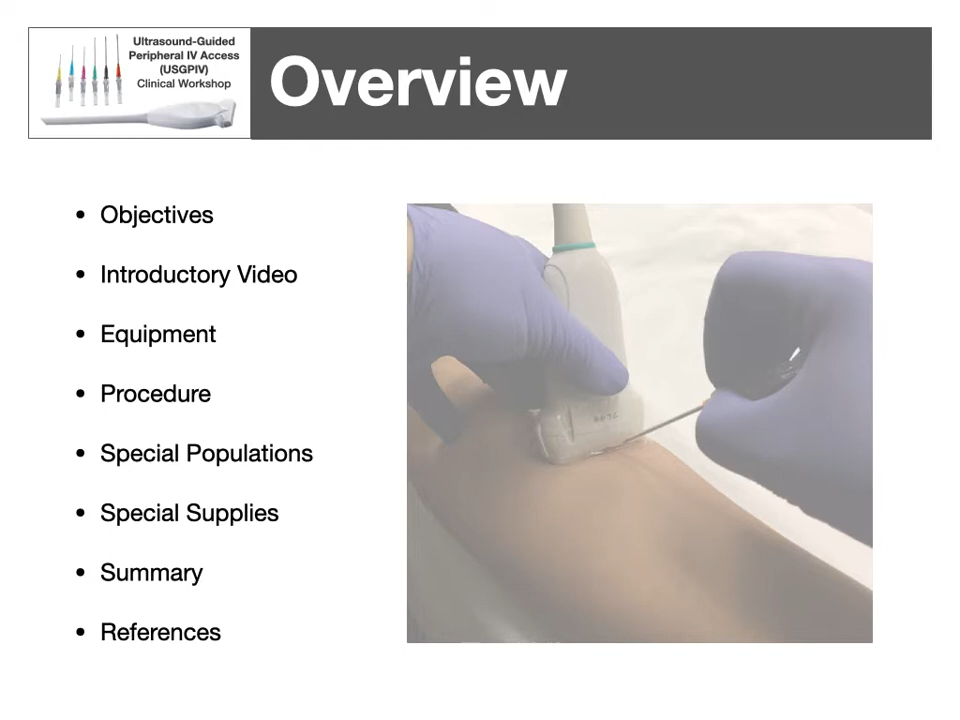 Ultrasound-Guided
Peripheral IV Access
(USGPIV)
Clinical Workshop
Overview
• Objectives
• Introductory Video
• Equipment
• Procedure
• Special Populations
• Special Supplies
• Summary
• References